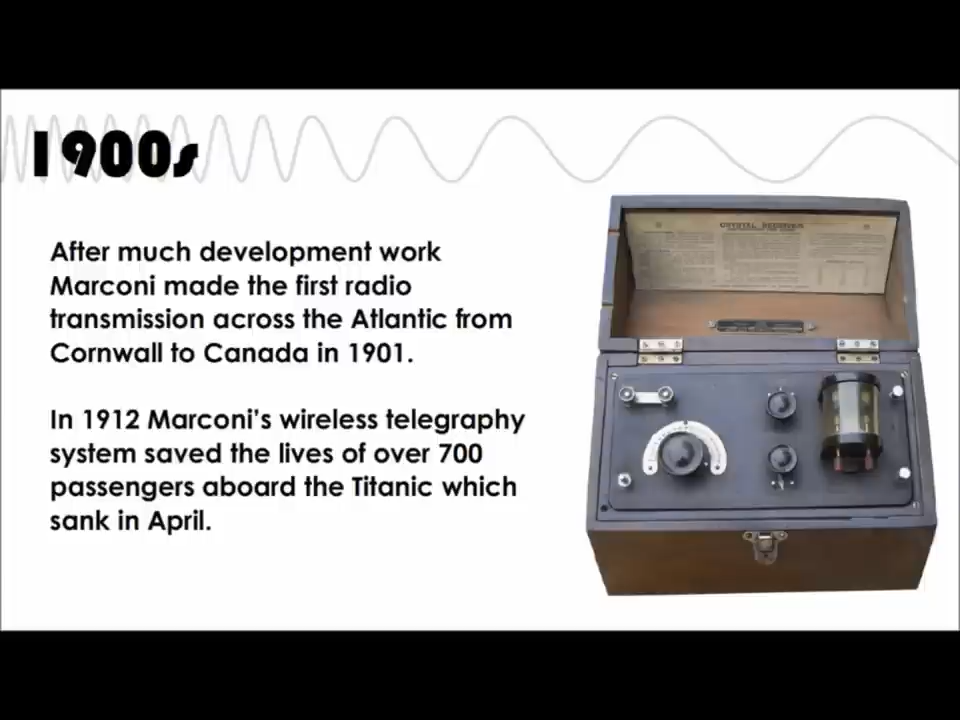 1900s
After much development work
Marconi made the first radio
transmission across the Atlantic from
Cornwall to Canada in 1901.
In 1912 Marconi's wireless telegraphy
system saved the lives of over 700
passengers aboard the Titanic which
sank in April.
CRYSTAL RECEIVER